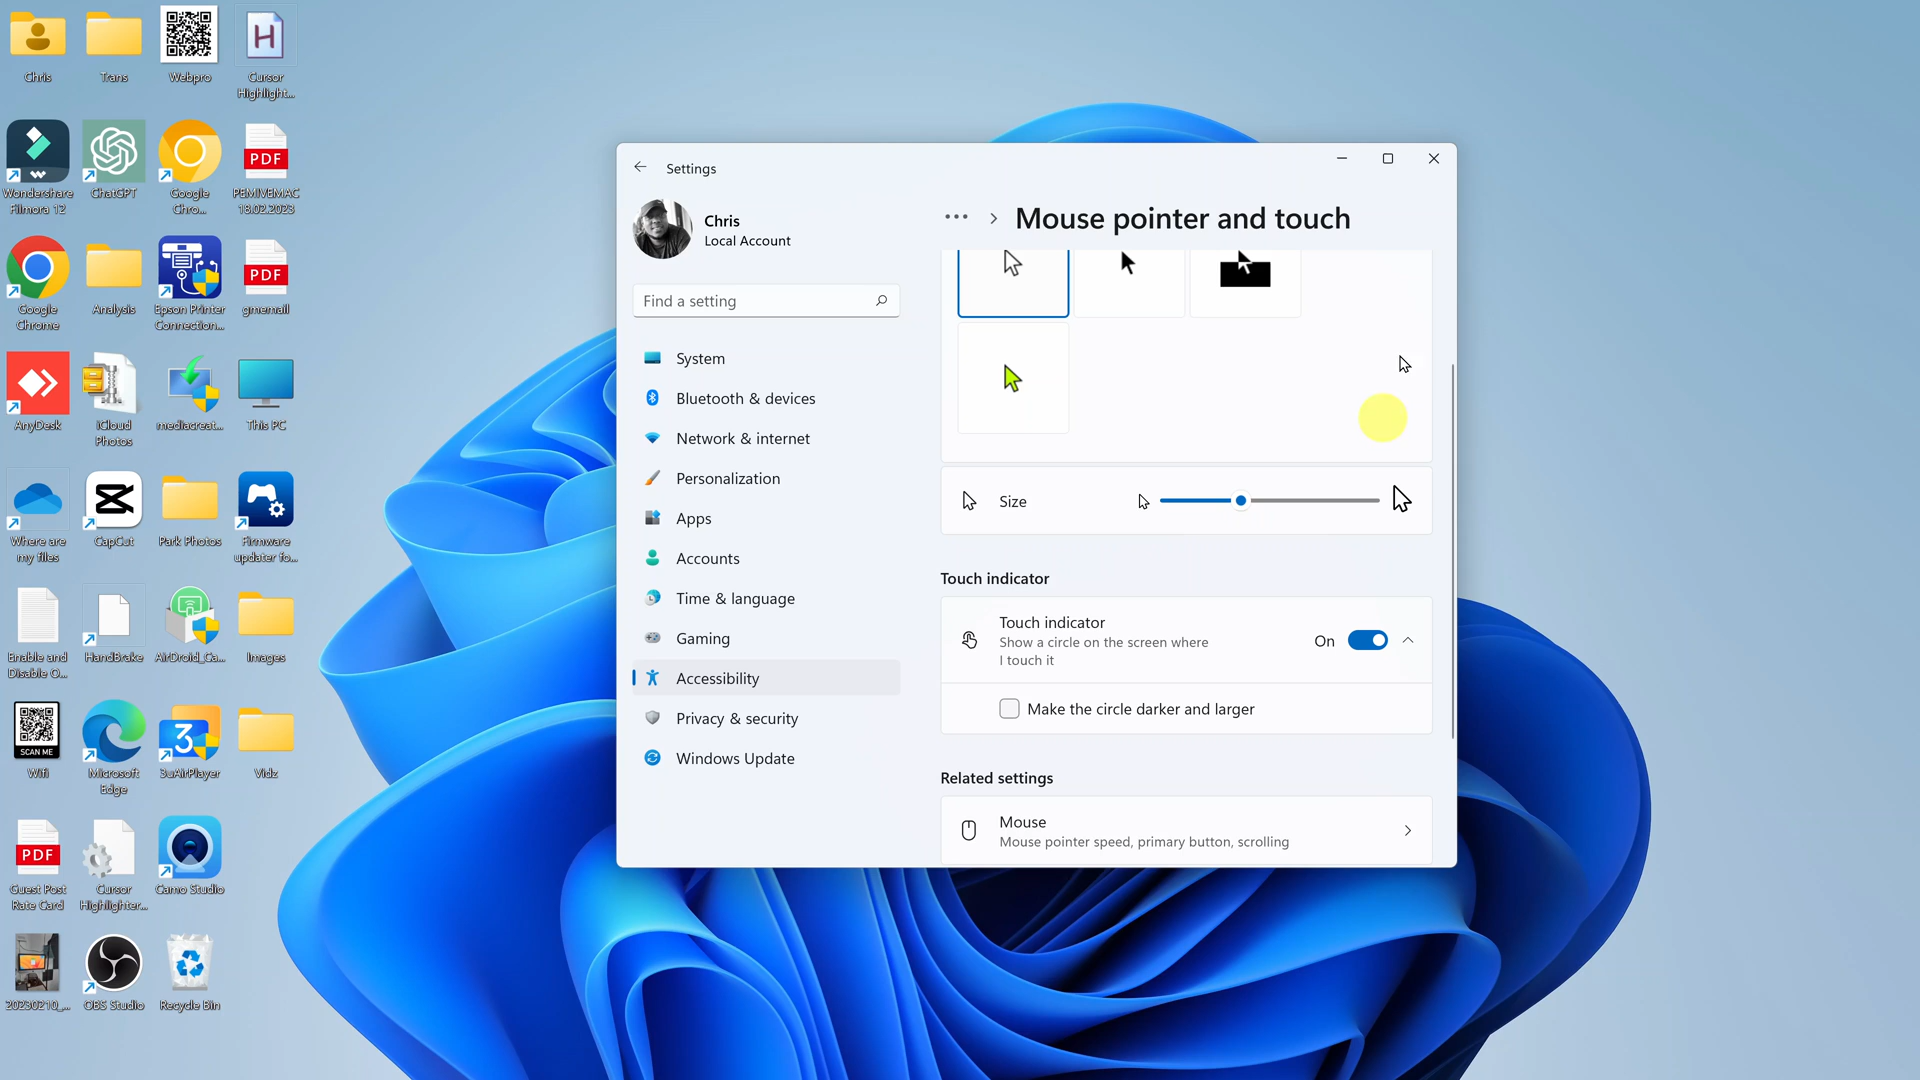 Chris
Trans
Webpro
Cursor
Highlight...
Wondershare
Filmora 12
ChatGPT
Google
Chro...
PDF
PEMIVEMAC
18.02.2023
Google
Chrome
Analysis
Epson Printer
Connection...
PDF
gmemail
AnyDesk
iCloud
Photos
mediacreat...
This PC
Where are
my files
CapCut
Park Photos
Firmware
updater fo...
Enable and
Disable O...
HandBrake
AirDroid_Ca...
Images
SCAN ME
Wifi
Microsoft
Edge
3uAirPlayer
Vidz
PDF
Guest Post
Rate Card
Cursor
Highlighter...
Camo Studio
20230210_...
OBS Studio
Recycle Bin
Settings
Chris
Local Account
Find a setting
System
Bluetooth & devices
Network & internet
Personalization
Apps
Accounts
Time & language
Gaming
Accessibility
Privacy & security
Windows Update
... > Mouse pointer and touch
Size
Touch indicator
Touch indicator
Show a circle on the screen where
I touch it
On
Make the circle darker and larger
Related settings
Mouse
Mouse pointer speed, primary button, scrolling